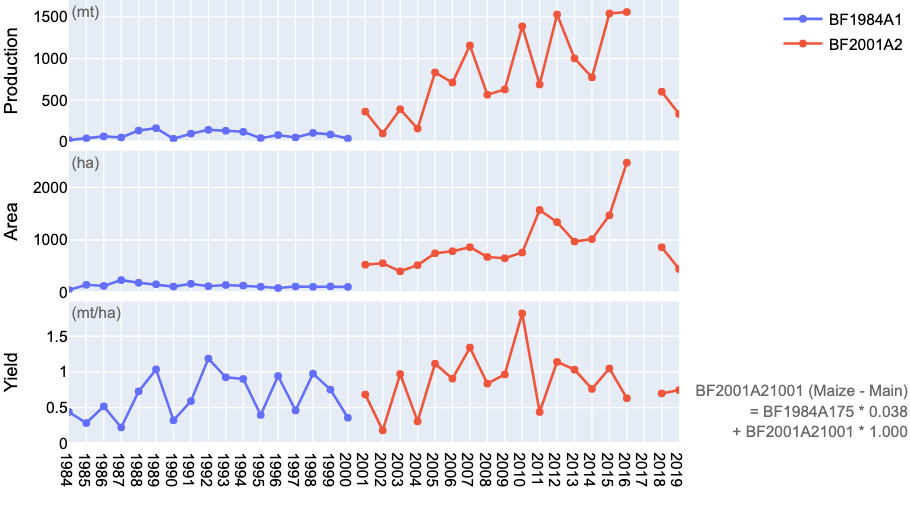 (mt)
1500
1000
500
0
Production
BF1984A1
BF2001A2
(ha)
2000
1000
0
Area
(mt/ha)
1.5
1
0.5
0
Yield
1984 1985 1986 1987 1988 1989 1990 1991 1992 1993 1994 1995 1996 1997 1998 1999 2000 2001 2002 2003 2004 2005 2006 2007 2008 2009 2010 2011 2012 2013 2014 2015 2016 2017 2018 2019
BF2001A21001 (Maize - Main)
= BF1984A175 * 0.038
+ BF2001A21001 * 1.000